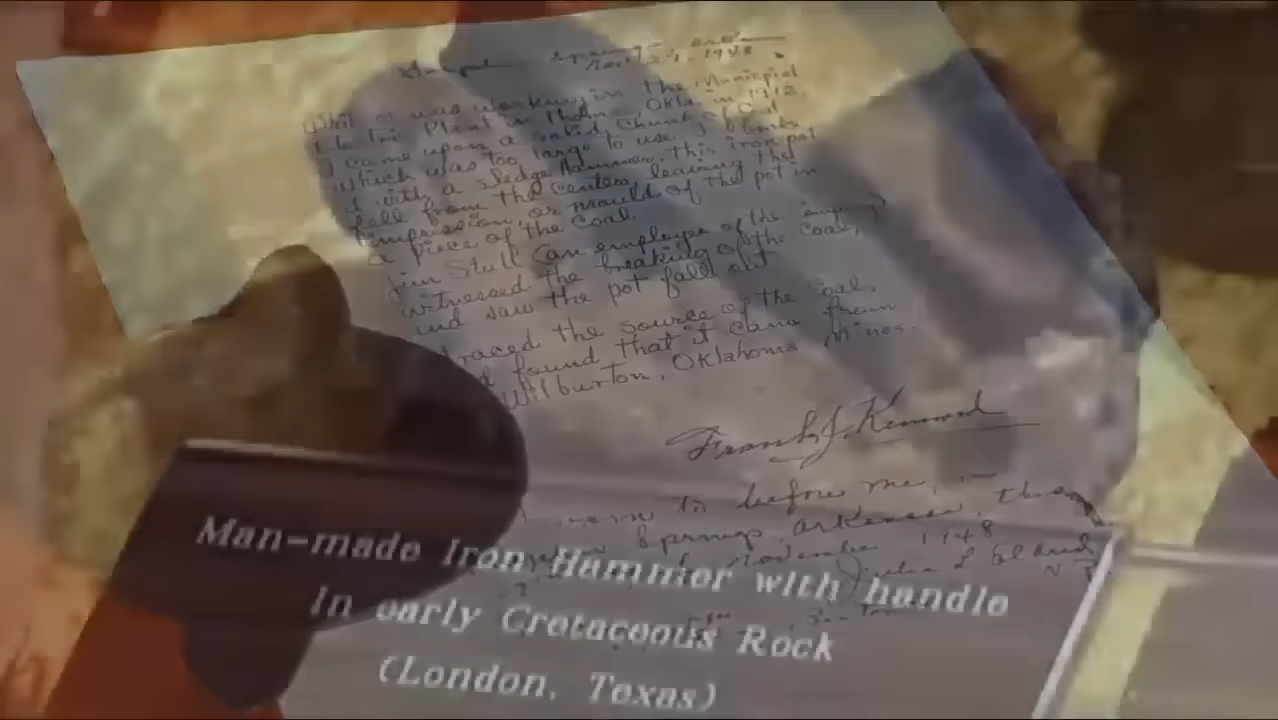 Nov. 27, 1948
While I was working in the Municipal
Plant in Thomas, Okla. in 1912,
I came upon a solid chunk of coal
which was too large to use. I broke
it with a sledge hammer. This iron pot
fell from the center, leaving the
impression, or mould of the pot in
a piece of the coal.
Jim Stull (an employe of the company)
witnessed the breaking of the coal,
and saw the pot fall out
traced the source of the coal,
found that it came from
Wilburton, Oklahoma Mines.
Frank J. Kennard
to before me,
Springs, Arkansas, this
November 1948
Man-made Iron Hammer with handle
in early Cretaceous Rock
(London, Texas)